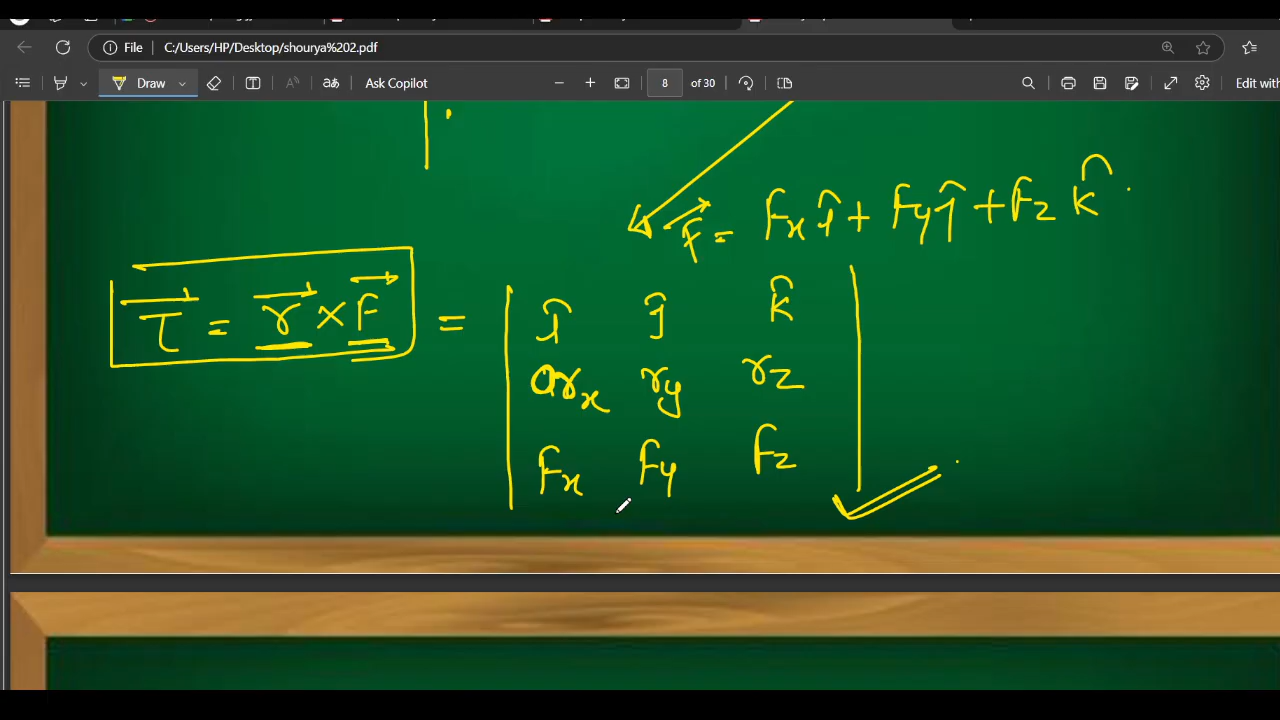 File | C:/Users/HP/Desktop/shourya%202.pdf
Draw Ask Copilot 8 of 30 Edit with
F⃗ = Fx î + Fy ĵ + Fz k̂
τ⃗ = r⃗ × F⃗ = | î ĵ k̂ |
rx ry rz
Fx Fy Fz